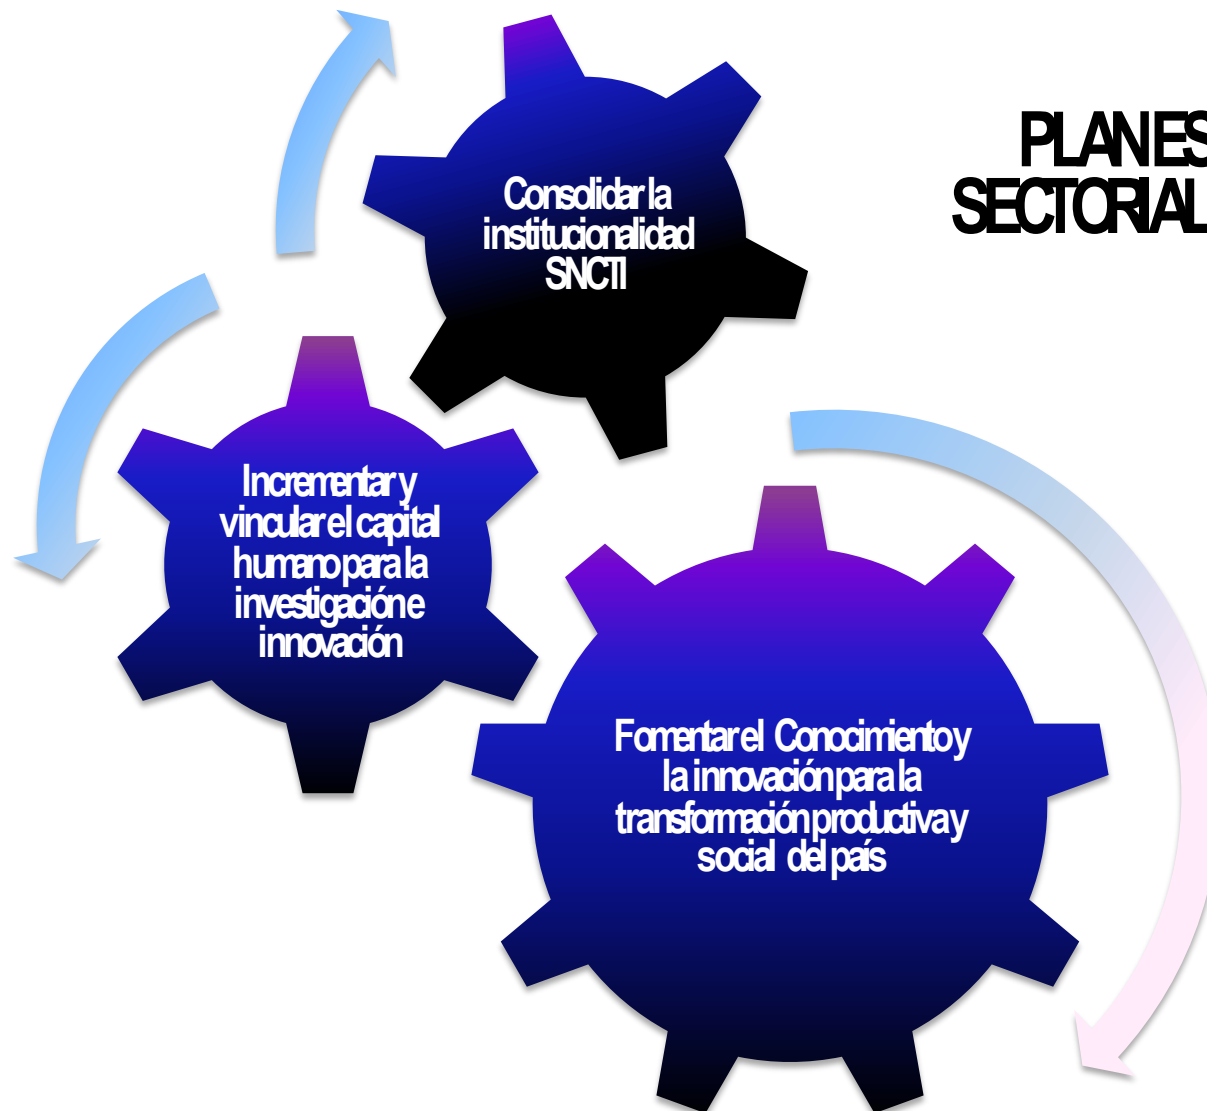 PLANES
SECTORIAL
Consolidar la
institucionalidad
SNCTI
Incrementar y
vincular el capital
humano para la
investigación e
innovación
Fomentar el Conocimiento y
la innovación para la
transformación productiva y
social del país